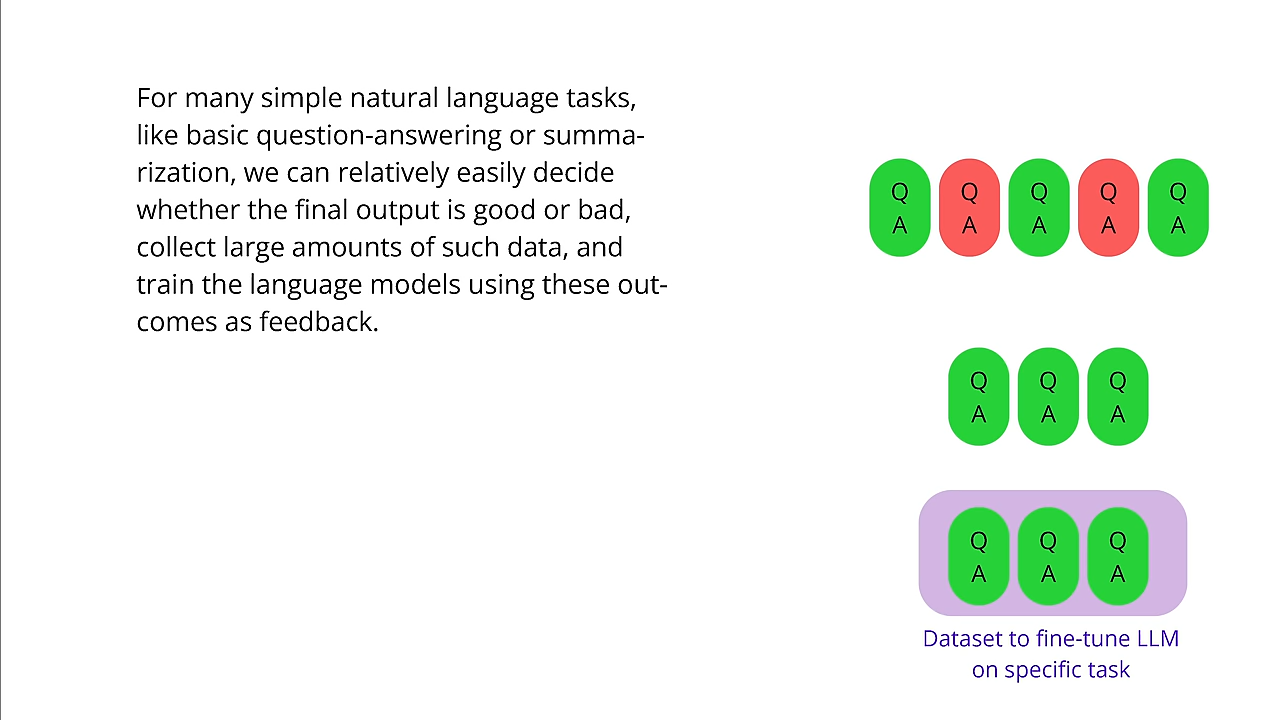 For many simple natural language tasks,
like basic question-answering or summa-
rization, we can relatively easily decide
whether the final output is good or bad,
collect large amounts of such data, and
train the language models using these out-
comes as feedback.
Q Q Q Q Q
A A A A A
Q Q Q
A A A
Q Q Q
A A A
Dataset to fine-tune LLM
on specific task